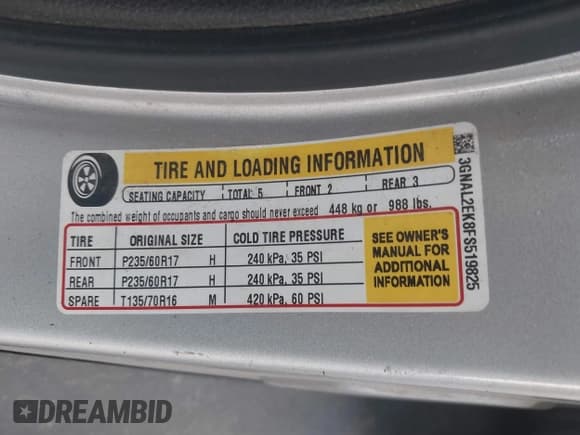 TIRE AND LOADING INFORMATION
SEATING CAPACITY TOTAL 5 FRONT 2 REAR 3
The combined weight of occupants and cargo should never exceed 448 kg or 988 lbs.
TIRE ORIGINAL SIZE COLD TIRE PRESSURE
FRONT P235/60R17 H 240 kPa, 35 PSI
REAR P235/60R17 H 240 kPa, 35 PSI
SPARE T135/70R16 M 420 kPa, 60 PSI
SEE OWNER'S
MANUAL FOR
ADDITIONAL
INFORMATION
3GNAL2EK8FS519825
DREAMBID